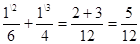 1^{\2}/6 + 1^{\3}/4 = (2+3)/12 = 5/12